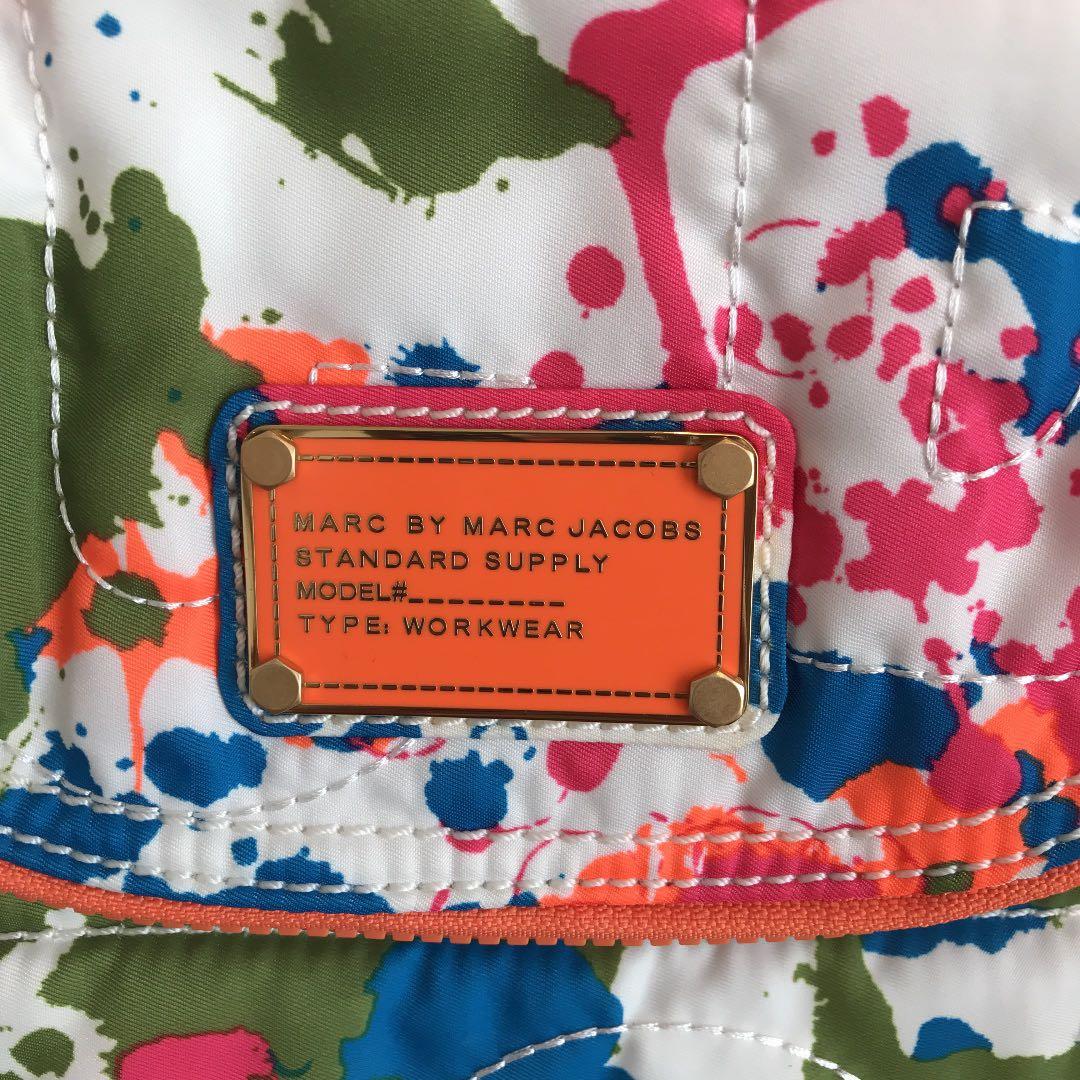 MARC BY MARC JACOBS
STANDARD SUPPLY
MODEL#_________
TYPE: WORKWEAR